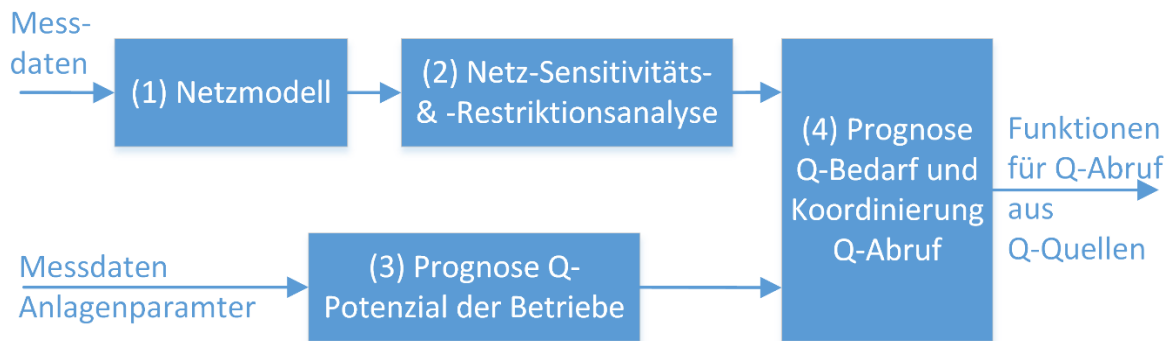 Mess-
daten
(1) Netzmodell
(2) Netz-Sensitivitäts-
& -Restriktionsanalyse
Messdaten
Anlagenparamter
(3) Prognose Q-
Potenzial der Betriebe
(4) Prognose
Q-Bedarf und
Koordinierung
Q-Abruf
Funktionen
für Q-Abruf
aus
Q-Quellen